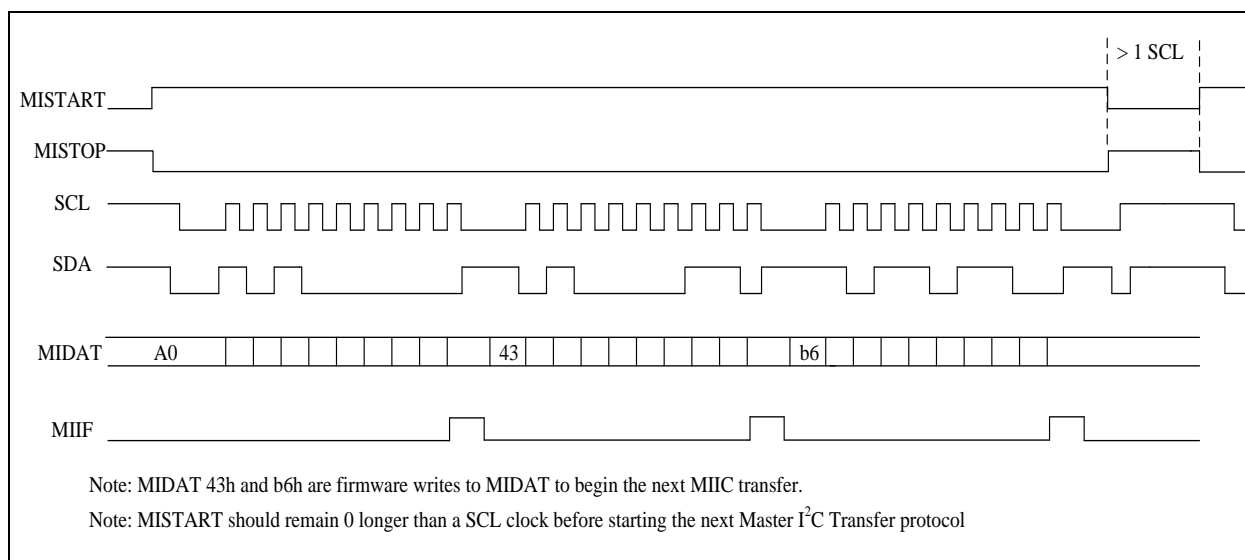 > 1 SCL
MISTART
MISTOP
SCL
SDA
MIDAT A0 43 b6
MIIF
Note: MIDAT 43h and b6h are firmware writes to MIDAT to begin the next MIIC transfer.
Note: MISTART should remain 0 longer than a SCL clock before starting the next Master I²C Transfer protocol